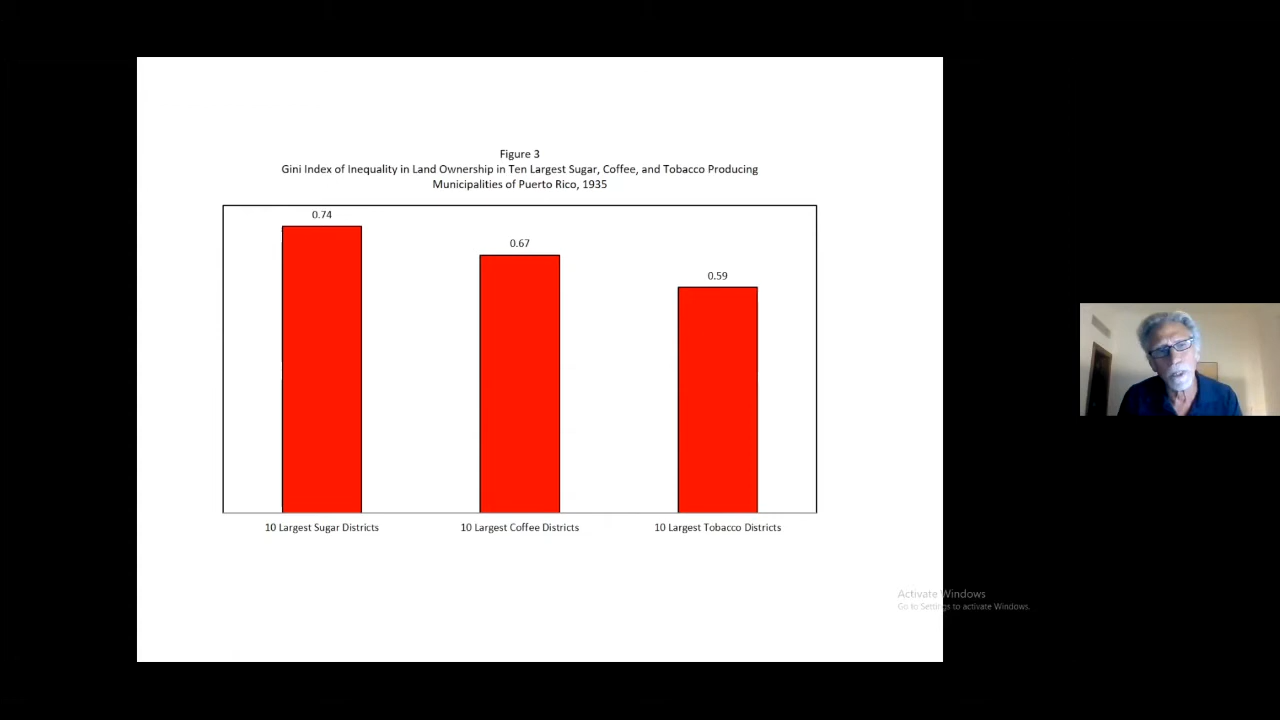 Figure 3
Gini Index of Inequality in Land Ownership in Ten Largest Sugar, Coffee, and Tobacco Producing
Municipalities of Puerto Rico, 1935
0.74
0.67
0.59
10 Largest Sugar Districts
10 Largest Coffee Districts
10 Largest Tobacco Districts
Activate Windows
Go to Settings to activate Windows.